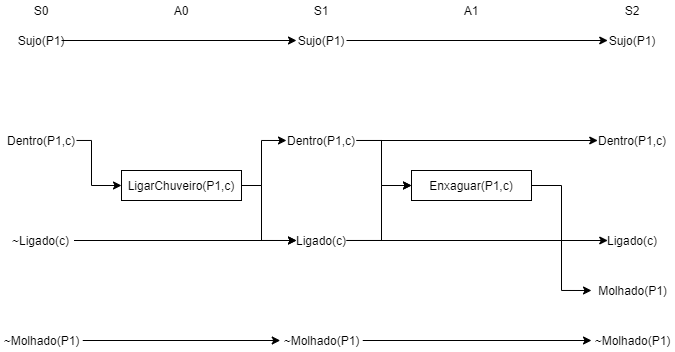 S0 A0 S1 A1 S2
Sujo(P1) Sujo(P1) Sujo(P1)
Dentro(P1,c) Dentro(P1,c) Dentro(P1,c)
LigarChuveiro(P1,c) Enxaguar(P1,c)
~Ligado(c) Ligado(c) Ligado(c)
Molhado(P1)
~Molhado(P1) ~Molhado(P1) ~Molhado(P1)